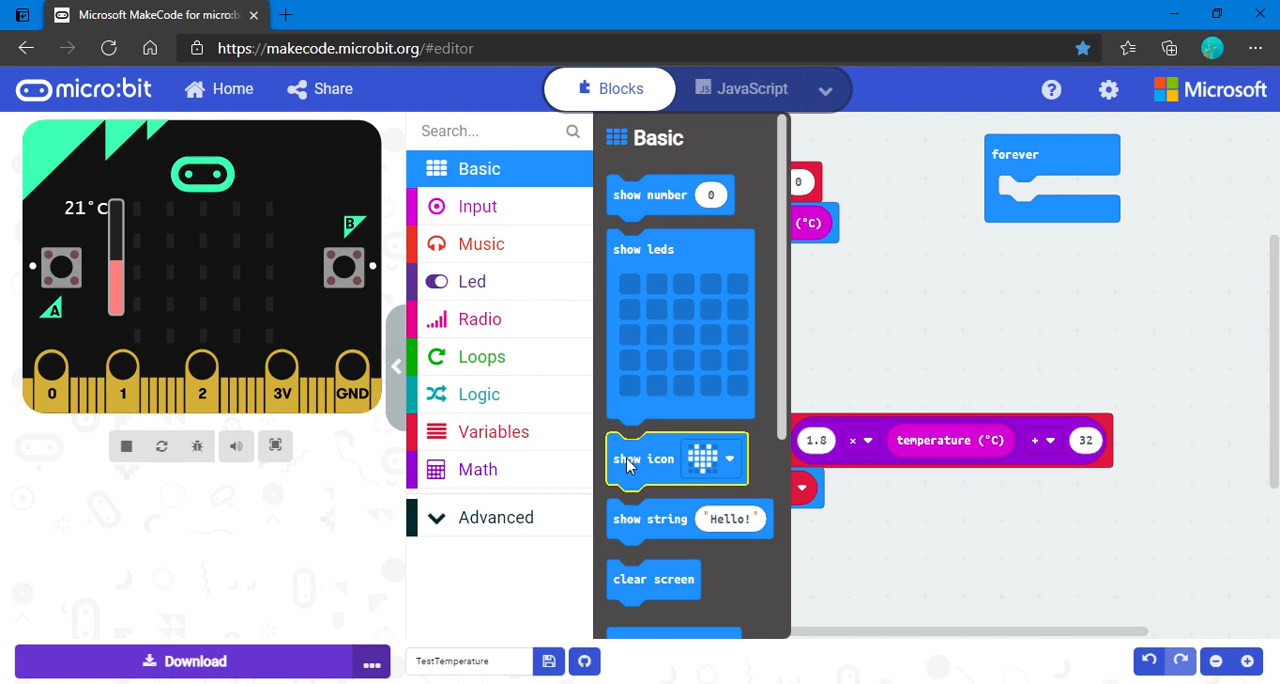 Microsoft MakeCode for micro:b
https://makecode.microbit.org/#editor
micro:bit
Home
Share
Blocks
JS
JavaScript
Microsoft
21°C
B
A
0
1
2
3V
GND
Download
...
Search...
Basic
Input
Music
Led
Radio
Loops
Logic
Variables
Math
Advanced
TestTemperature
Basic
show number 0
show leds
show icon
show string "Hello!"
clear screen
0
(°C)
forever
1.8 × temperature (°C) + 32